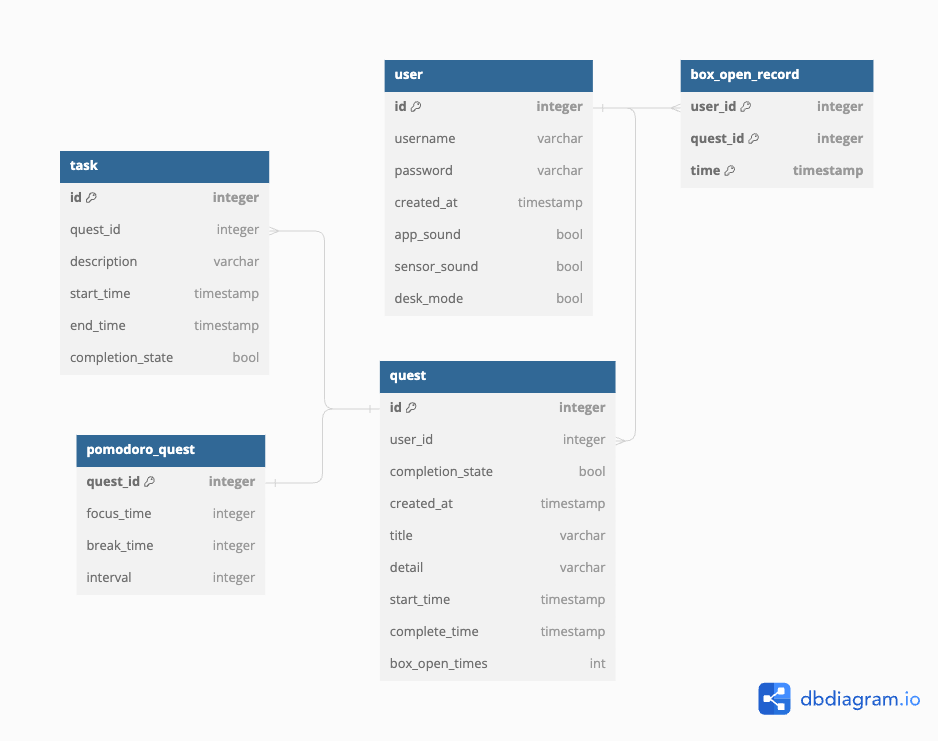 user
id integer
username varchar
password varchar
created_at timestamp
app_sound bool
sensor_sound bool
desk_mode bool
box_open_record
user_id integer
quest_id integer
time timestamp
task
id integer
quest_id integer
description varchar
start_time timestamp
end_time timestamp
completion_state bool
quest
id integer
user_id integer
completion_state bool
created_at timestamp
title varchar
detail varchar
start_time timestamp
complete_time timestamp
box_open_times int
pomodoro_quest
quest_id integer
focus_time integer
break_time integer
interval integer
dbdiagram.io